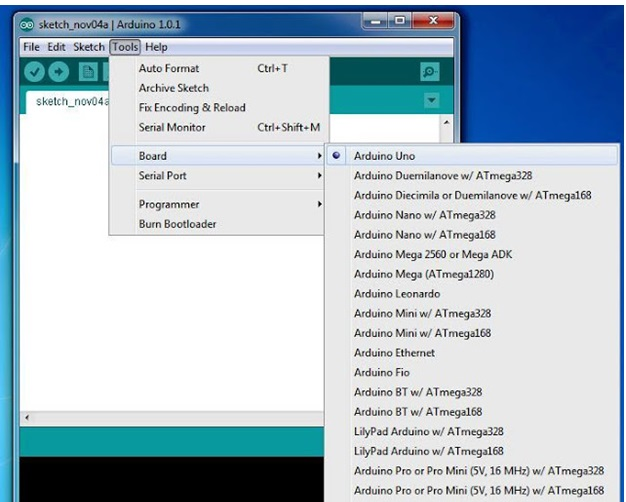 sketch_nov04a | Arduino 1.0.1
File Edit Sketch Tools Help
Auto Format Ctrl+T
Archive Sketch
Fix Encoding & Reload
Serial Monitor Ctrl+Shift+M
Board
Serial Port
Programmer
Burn Bootloader
sketch_nov04a
Arduino Uno
Arduino Duemilanove w/ ATmega328
Arduino Diecimila or Duemilanove w/ ATmega168
Arduino Nano w/ ATmega328
Arduino Nano w/ ATmega168
Arduino Mega 2560 or Mega ADK
Arduino Mega (ATmega1280)
Arduino Leonardo
Arduino Mini w/ ATmega328
Arduino Mini w/ ATmega168
Arduino Ethernet
Arduino Fio
Arduino BT w/ ATmega328
Arduino BT w/ ATmega168
LilyPad Arduino w/ ATmega328
LilyPad Arduino w/ ATmega168
Arduino Pro or Pro Mini (5V, 16 MHz) w/ ATmega328
Arduino Pro or Pro Mini (5V, 16 MHz) w/ ATmega168